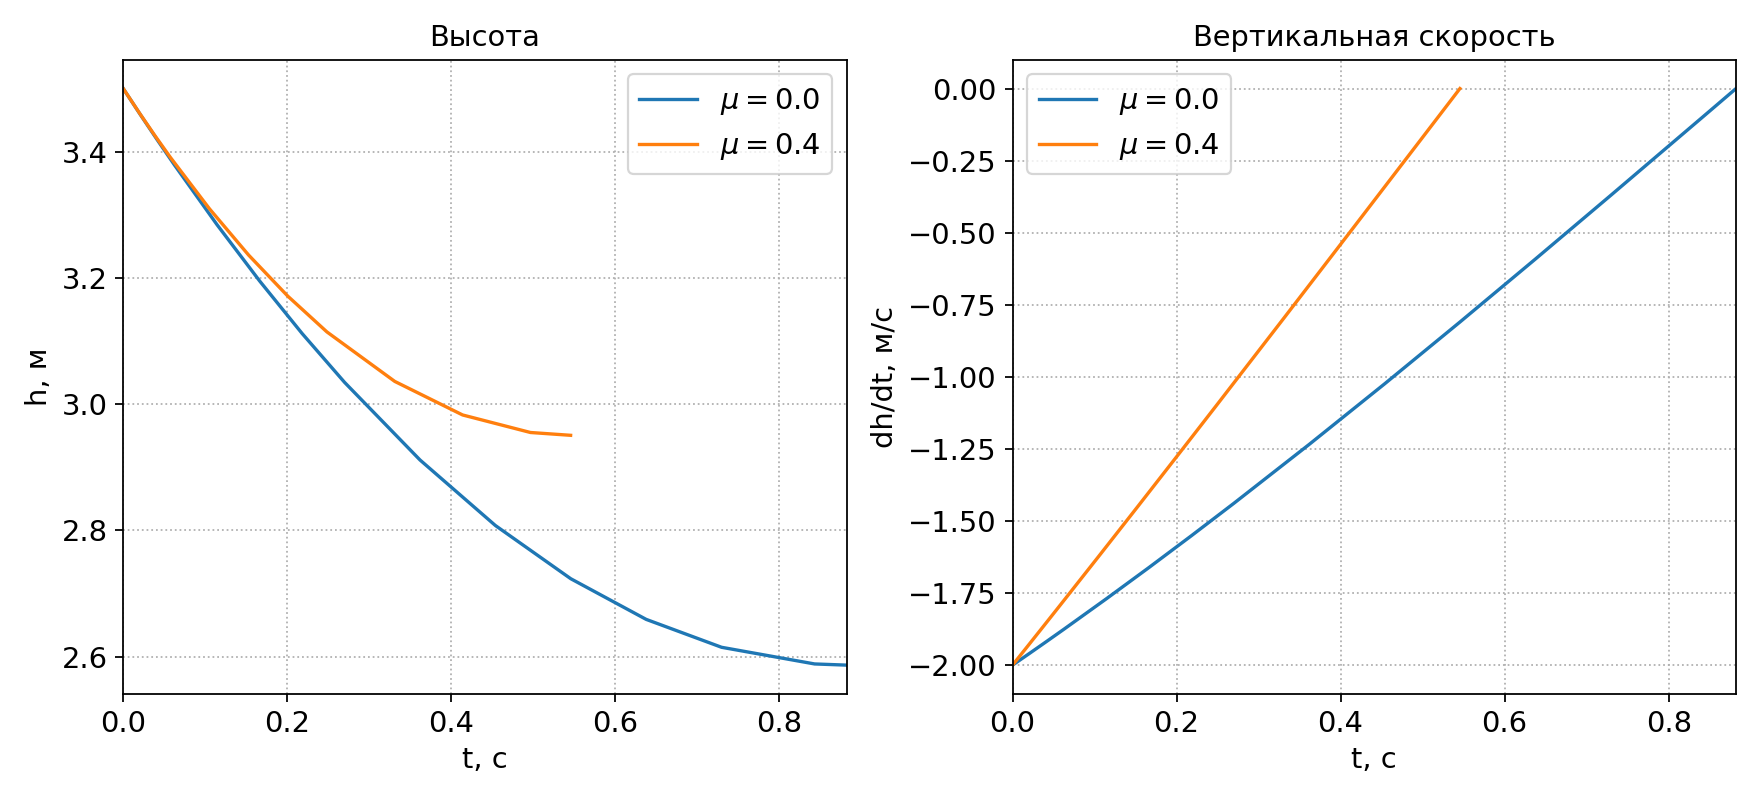 Высота
μ = 0.0
μ = 0.4
3.4
3.2
3.0
2.8
2.6
h, м
0.0 0.2 0.4 0.6 0.8
t, с
Вертикальная скорость
μ = 0.0
μ = 0.4
0.00
−0.25
−0.50
−0.75
−1.00
−1.25
−1.50
−1.75
−2.00
dh/dt, м/с
0.0 0.2 0.4 0.6 0.8
t, с